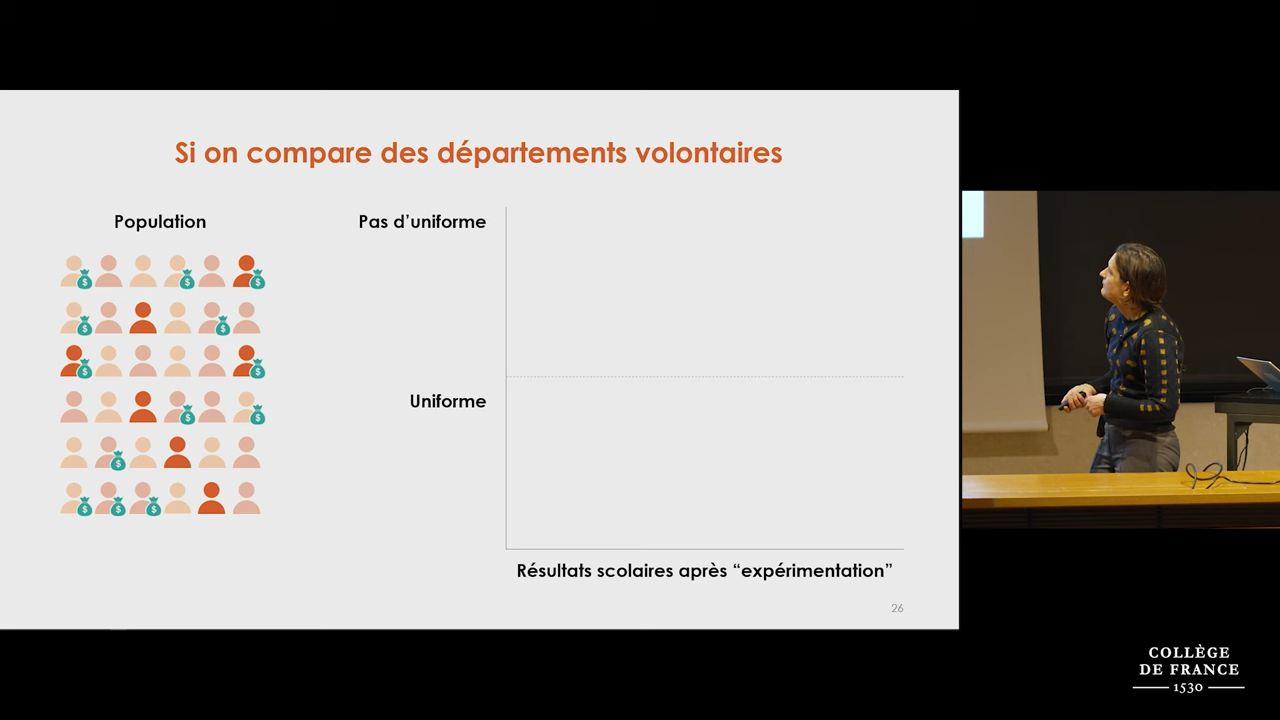 Si on compare des départements volontaires
Population
Pas d’uniforme
Uniforme
Résultats scolaires après “expérimentation”
26
COLLÈGE
DE FRANCE
1530